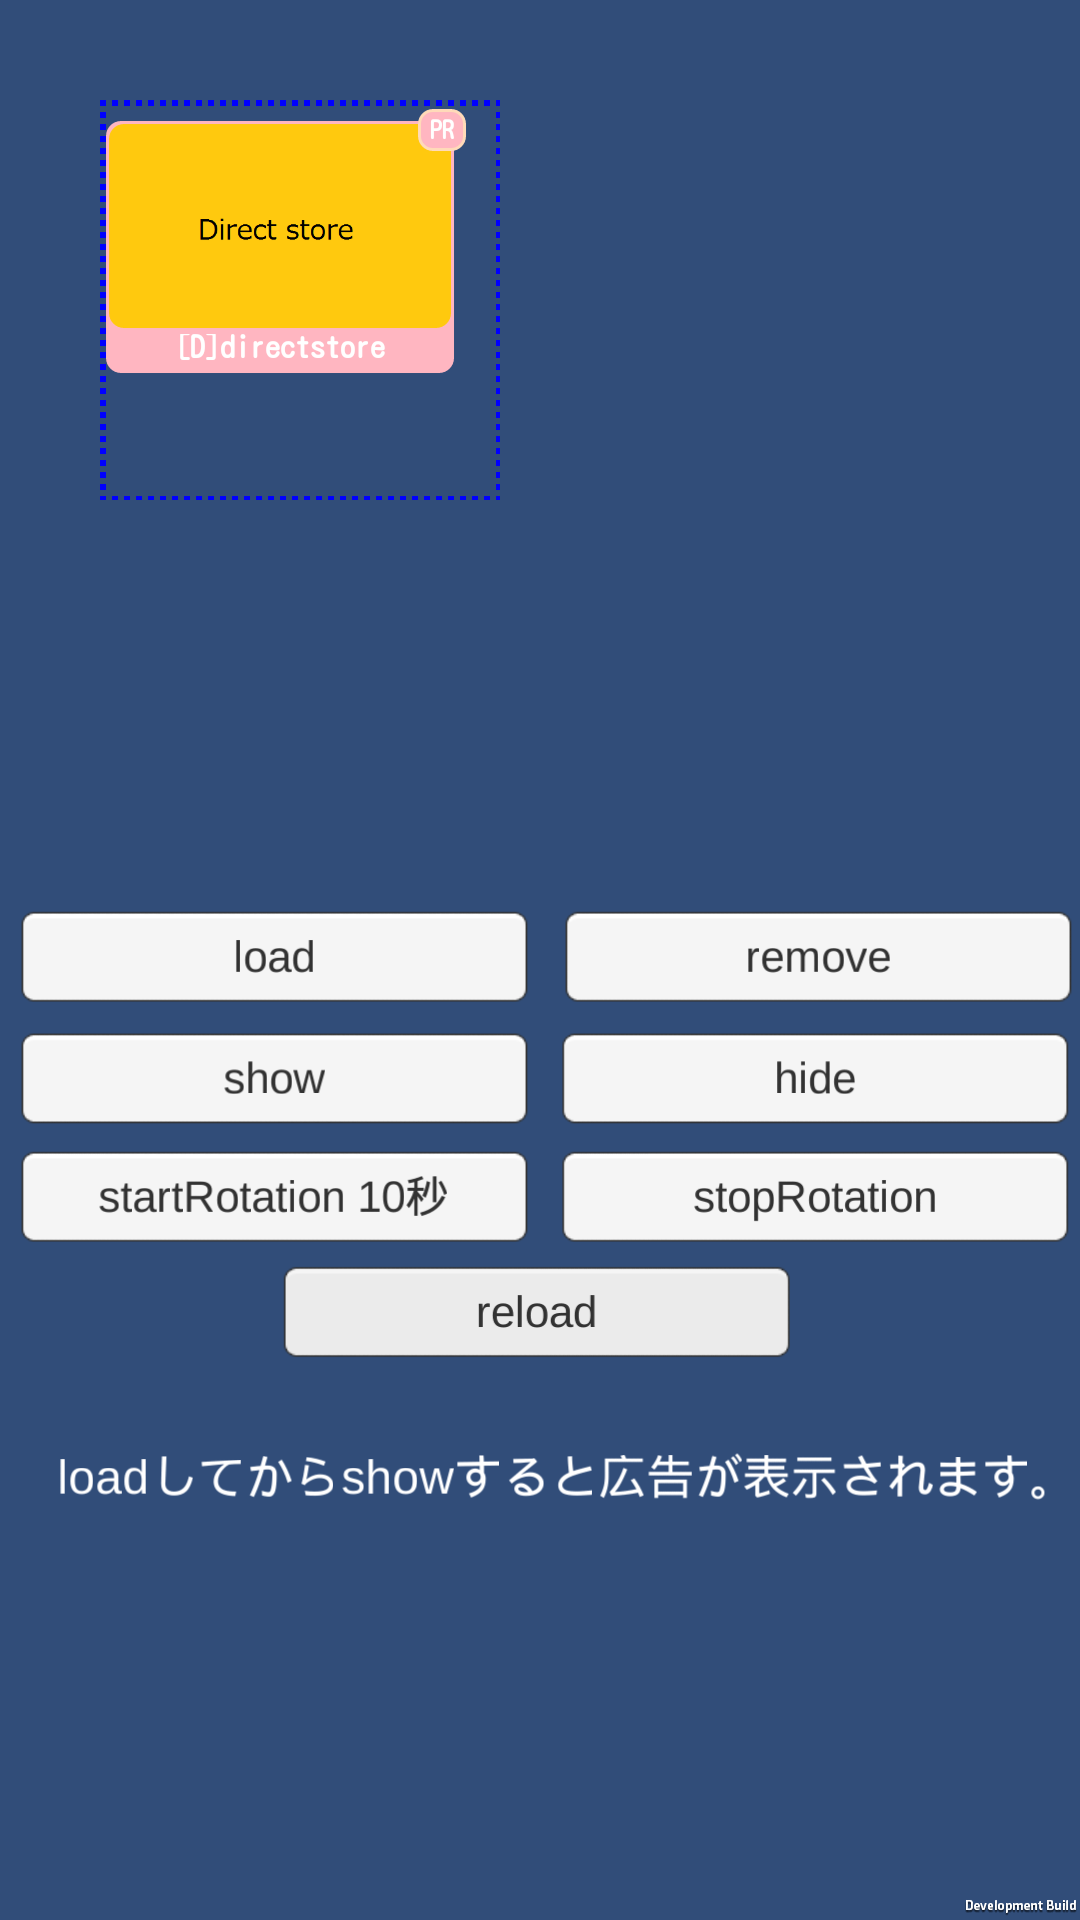 PR
Direct store
[D]directstore
load
remove
show
hide
startRotation 10秒
stopRotation
reload
loadしてからshowすると広告が表示されます。
Development Build